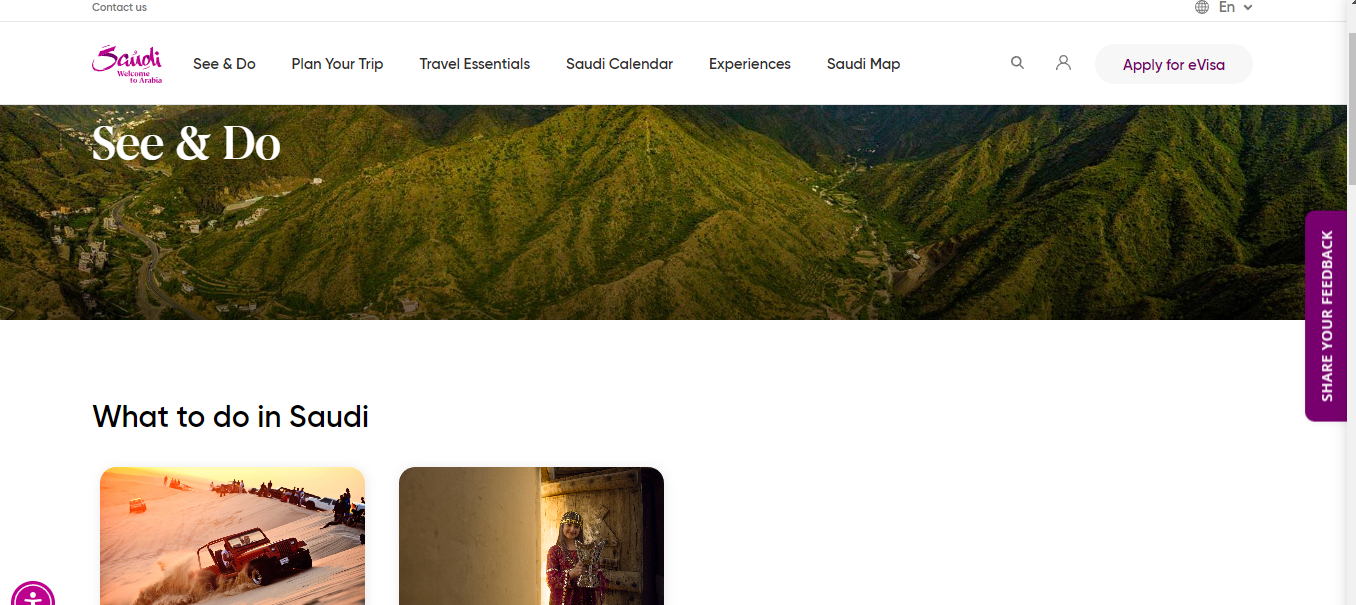 Contact us
En
Saudi
Welcome
to Arabia
See & Do
Plan Your Trip
Travel Essentials
Saudi Calendar
Experiences
Saudi Map
Apply for eVisa
See & Do
SHARE YOUR FEEDBACK
What to do in Saudi